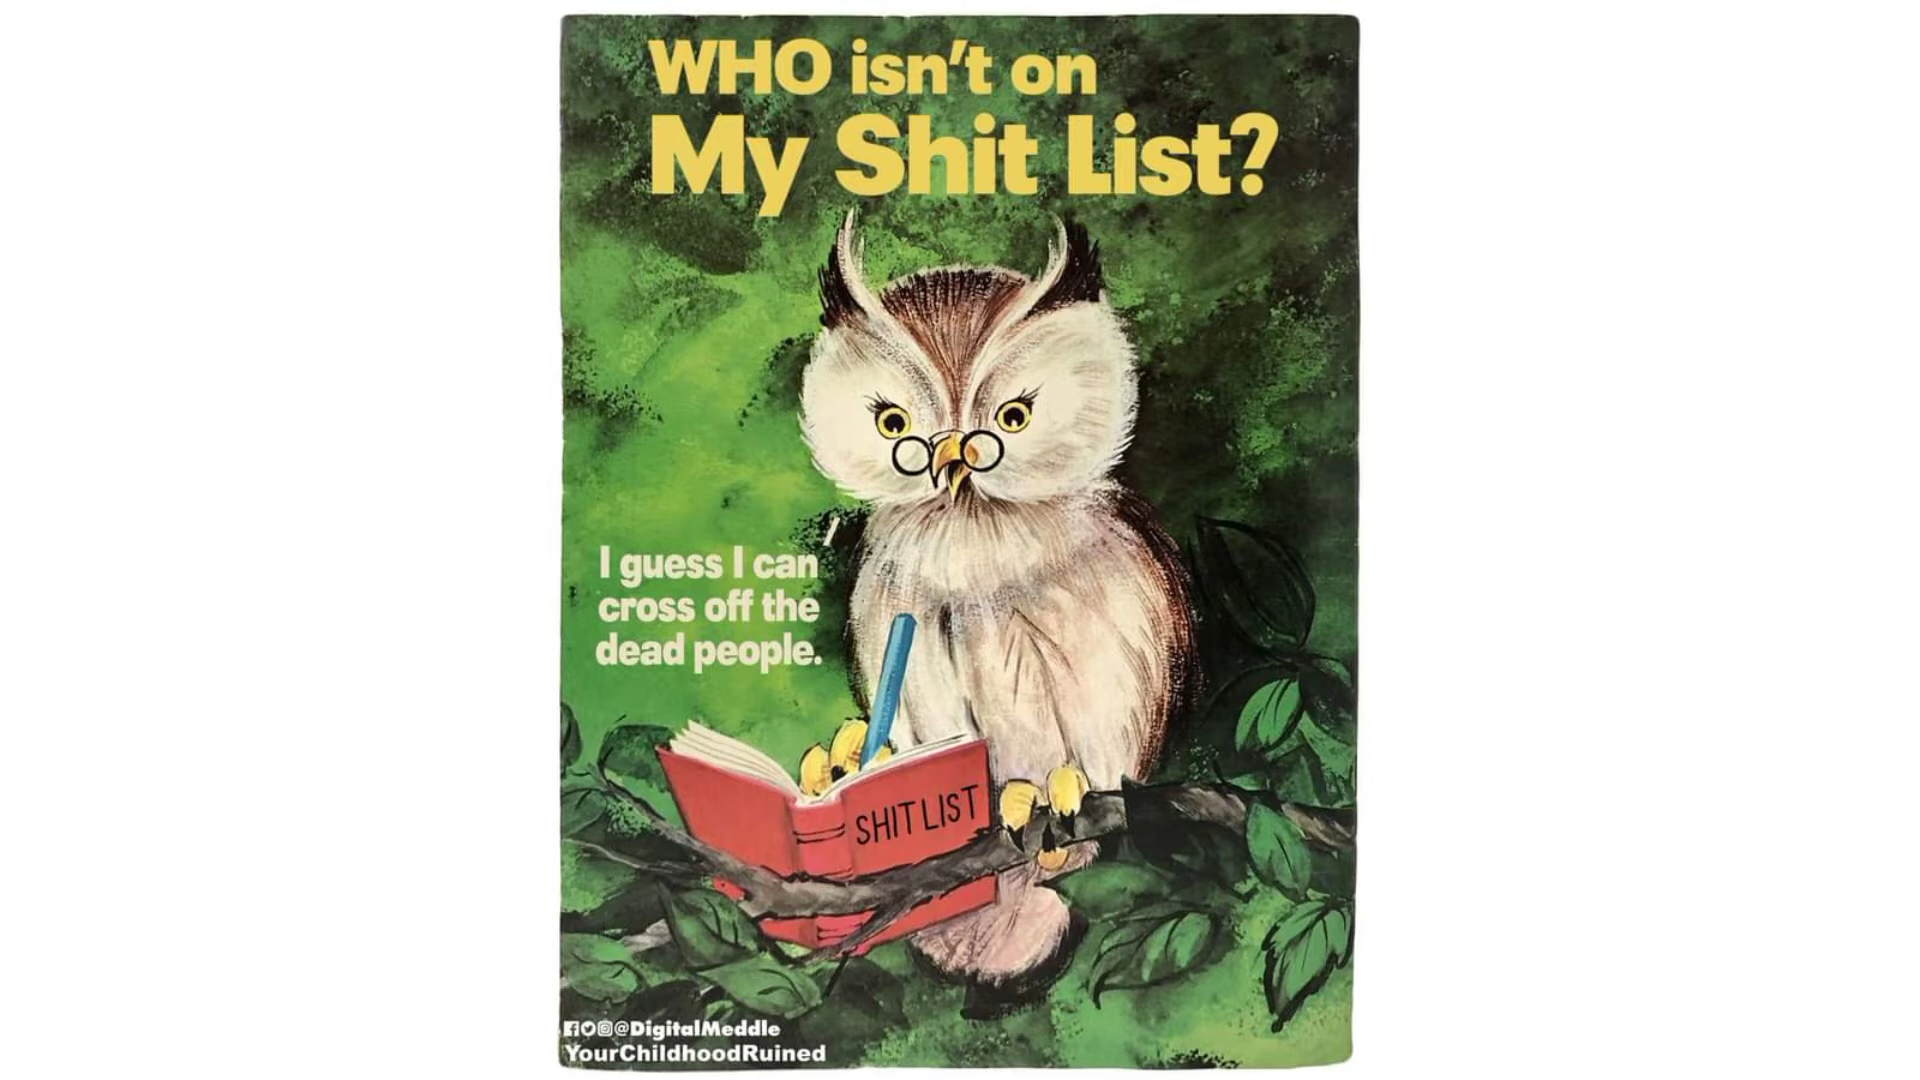 WHO isn't on
My Shit List?
I guess I can
cross off the
dead people.
SHIT LIST
@DigitalMeddle
YourChildhoodRuined